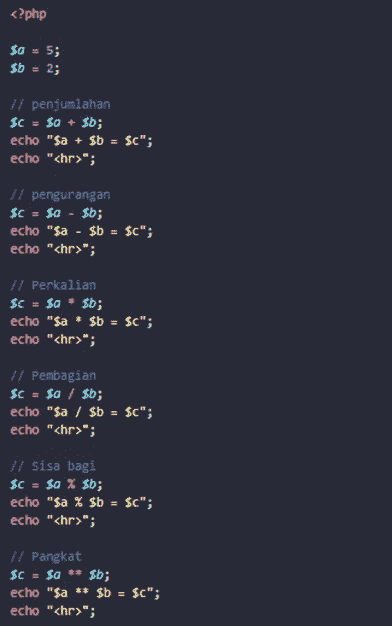 <?php
$a = 5;
$b = 2;
// penjumlahan
$c = $a + $b;
echo "$a + $b = $c";
echo "<hr>";
// pengurangan
$c = $a - $b;
echo "$a - $b = $c";
echo "<hr>";
// Perkalian
$c = $a * $b;
echo "$a * $b = $c";
echo "<hr>";
// Pembagian
$c = $a / $b;
echo "$a / $b = $c";
echo "<hr>";
// Sisa bagi
$c = $a % $b;
echo "$a % $b = $c";
echo "<hr>";
// Pangkat
$c = $a ** $b;
echo "$a ** $b = $c";
echo "<hr>";